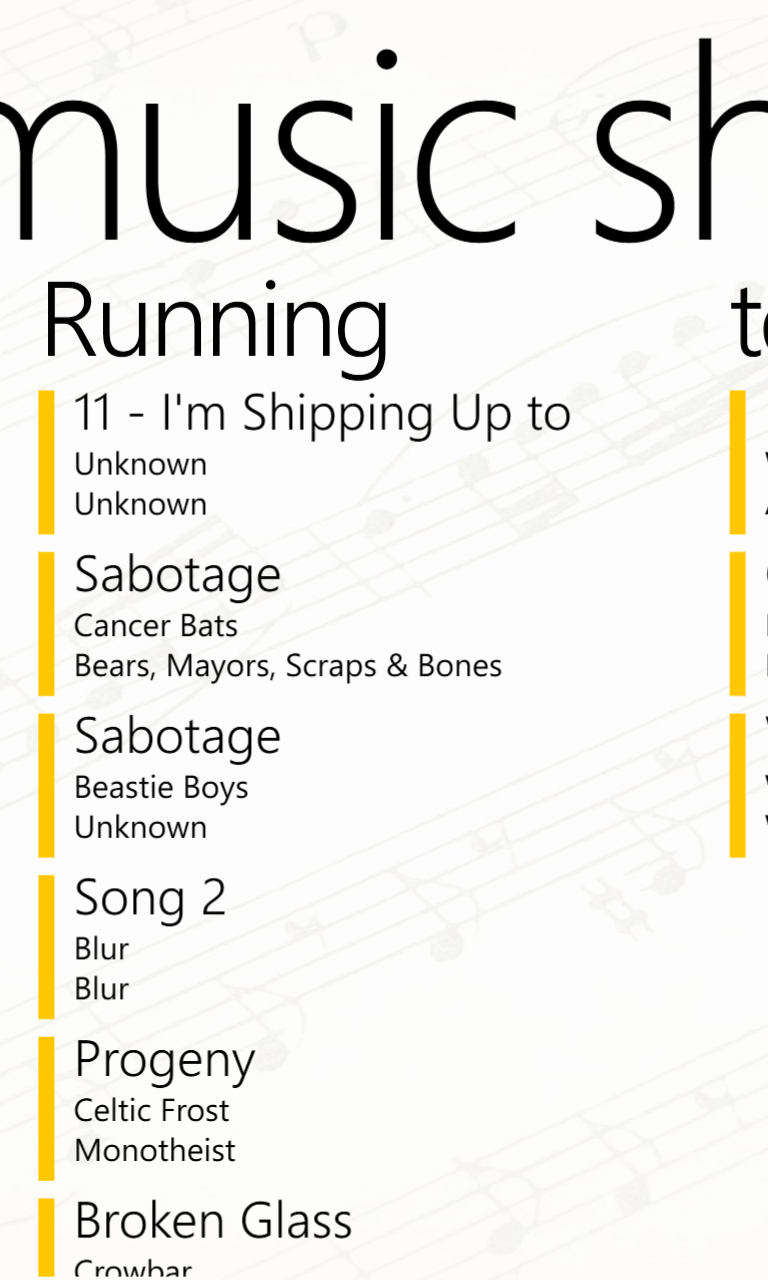 music sh
Running
11 - I'm Shipping Up to
Unknown
Unknown
Sabotage
Cancer Bats
Bears, Mayors, Scraps & Bones
Sabotage
Beastie Boys
Unknown
Song 2
Blur
Blur
Progeny
Celtic Frost
Monotheist
Broken Glass
Crowbar